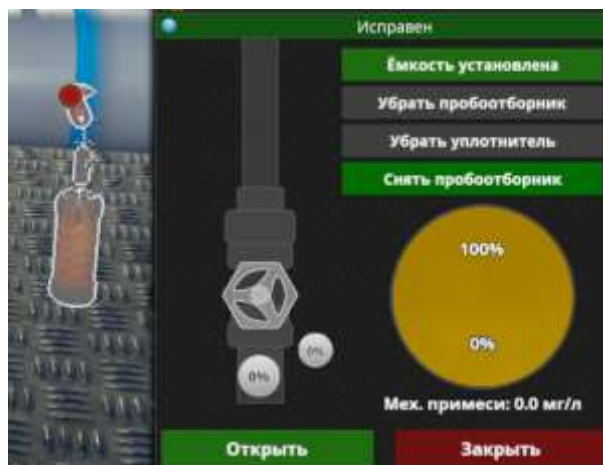 Исправен
Ёмкость установлена
Убрать пробоотборник
Убрать уплотнитель
Снять пробоотборник
100%
0%
0%
0%
Мех. примеси: 0.0 мг/л
Открыть
Закрыть